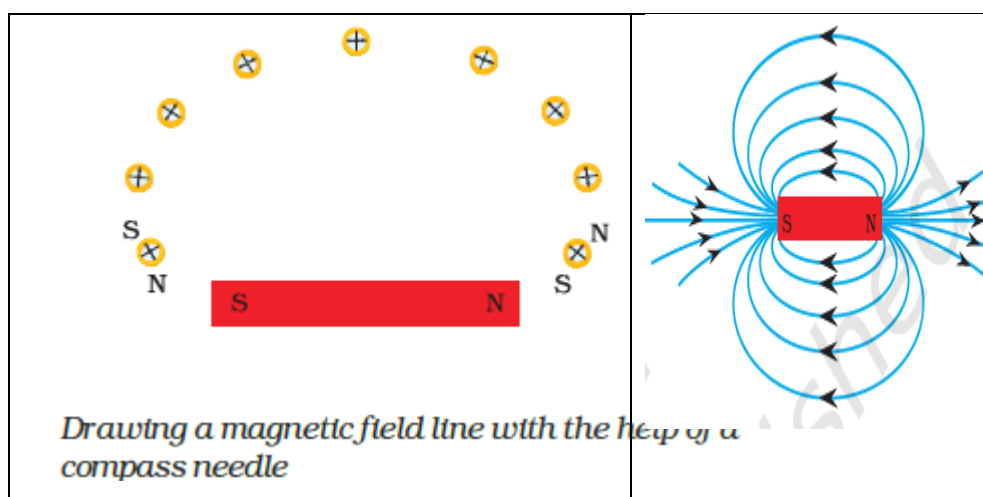 S
N
N
S
S N
S N
Drawing a magnetic field line with the help of a
compass needle